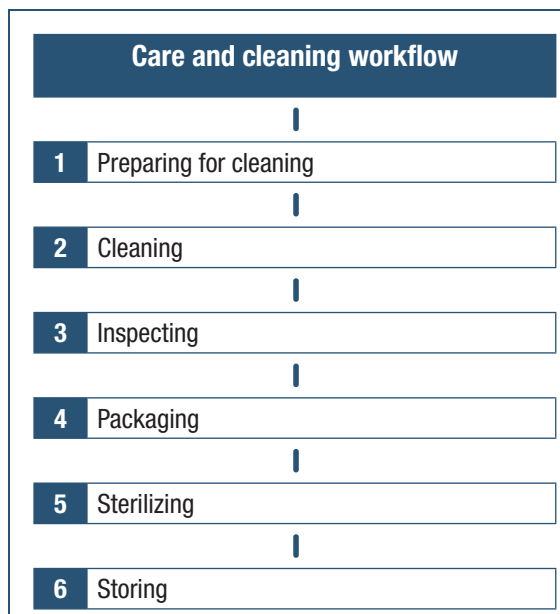 Care and cleaning workflow
1 Preparing for cleaning
2 Cleaning
3 Inspecting
4 Packaging
5 Sterilizing
6 Storing